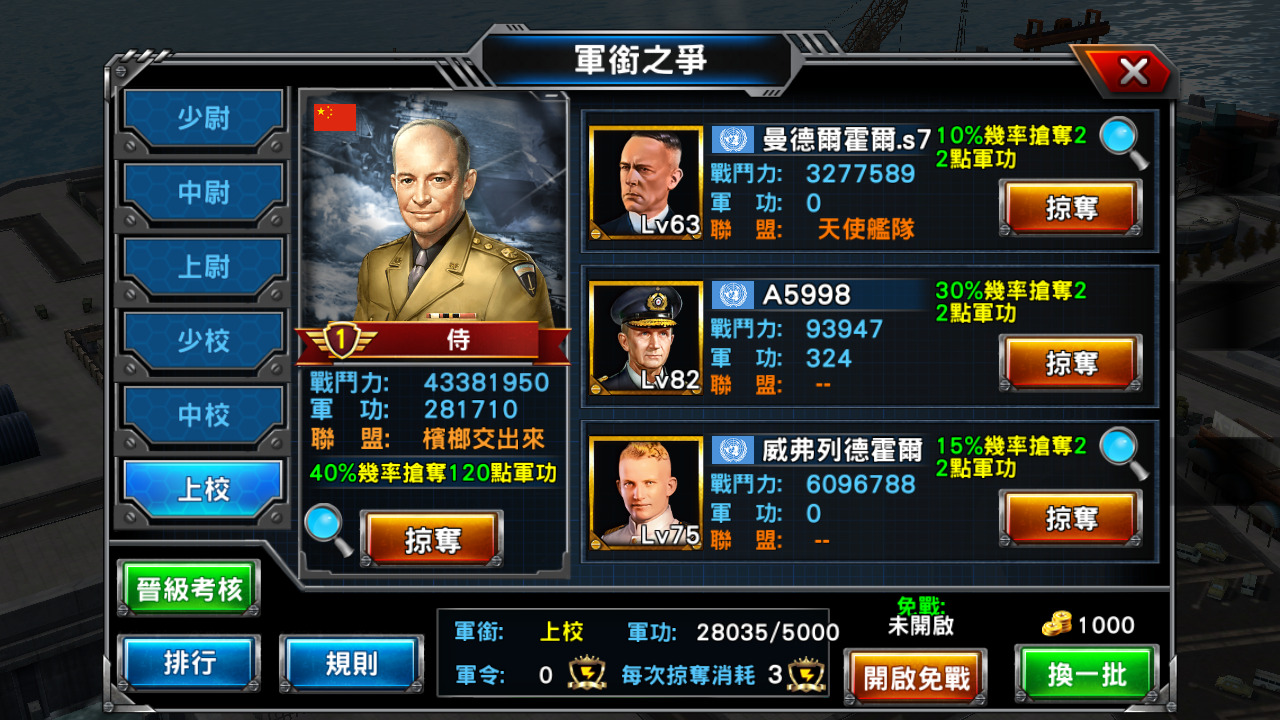 軍銜之爭
少尉
中尉
上尉
少校
中校
上校
晉級考核
排行
規則
1
侍
戰鬥力: 43381950
軍 功: 281710
聯 盟: 檳榔交出來
40%幾率搶奪120點軍功
掠奪
Lv63
曼德爾霍爾.s7
戰鬥力: 3277589
軍 功: 0
聯 盟: 天使艦隊
10%幾率搶奪2
2點軍功
掠奪
Lv82
A5998
戰鬥力: 93947
軍 功: 324
聯 盟: --
30%幾率搶奪2
2點軍功
掠奪
Lv75
威弗列德霍爾
戰鬥力: 6096788
軍 功: 0
聯 盟: --
15%幾率搶奪2
2點軍功
掠奪
軍銜: 上校 軍功: 28035/5000
軍令: 0 每次掠奪消耗 3
免戰:
未開啟
開啟免戰
1000
換一批